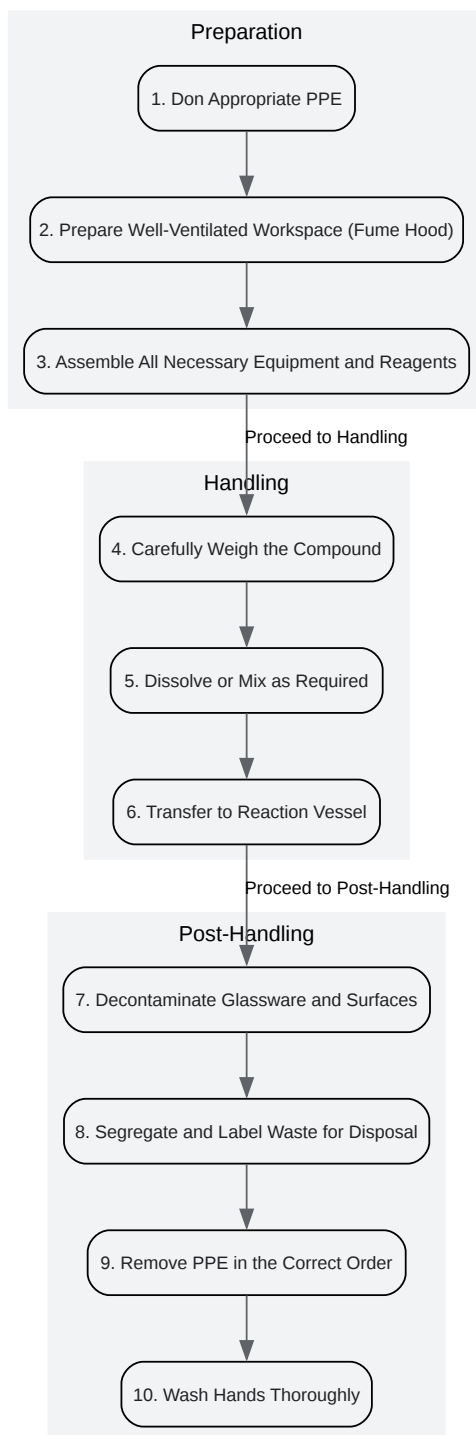 Preparation
1. Don Appropriate PPE
2. Prepare Well-Ventilated Workspace (Fume Hood)
3. Assemble All Necessary Equipment and Reagents
Proceed to Handling
Handling
4. Carefully Weigh the Compound
5. Dissolve or Mix as Required
6. Transfer to Reaction Vessel
Proceed to Post-Handling
Post-Handling
7. Decontaminate Glassware and Surfaces
8. Segregate and Label Waste for Disposal
9. Remove PPE in the Correct Order
10. Wash Hands Thoroughly